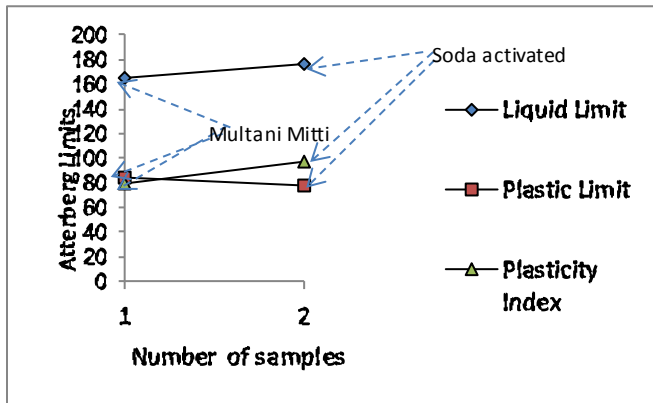 200
180
160
140
120
100
80
60
40
20
0
Atterberg Limits
1
2
Number of samples
Multani Mitti
Soda activated
Liquid Limit
Plastic Limit
Plasticity
Index